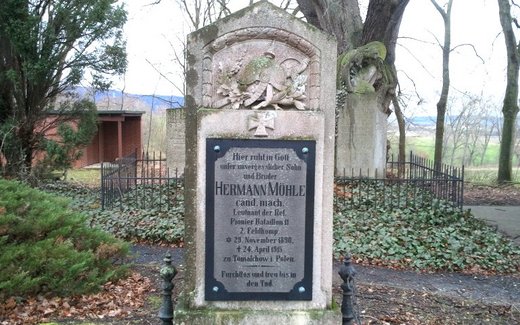 Hier ruht in Gott
unser unvergesslicher Sohn
und Bruder
HERMANN MÖHLE
cand. mach.
Leutnant der Res.
Pionier Bataillon 11
2. Feldkomp.
✡ 29. November 1890,
✝ 24. April 1915
zu Tomaschow i. Polen.
Furchtlos und treu bis in
den Tod.